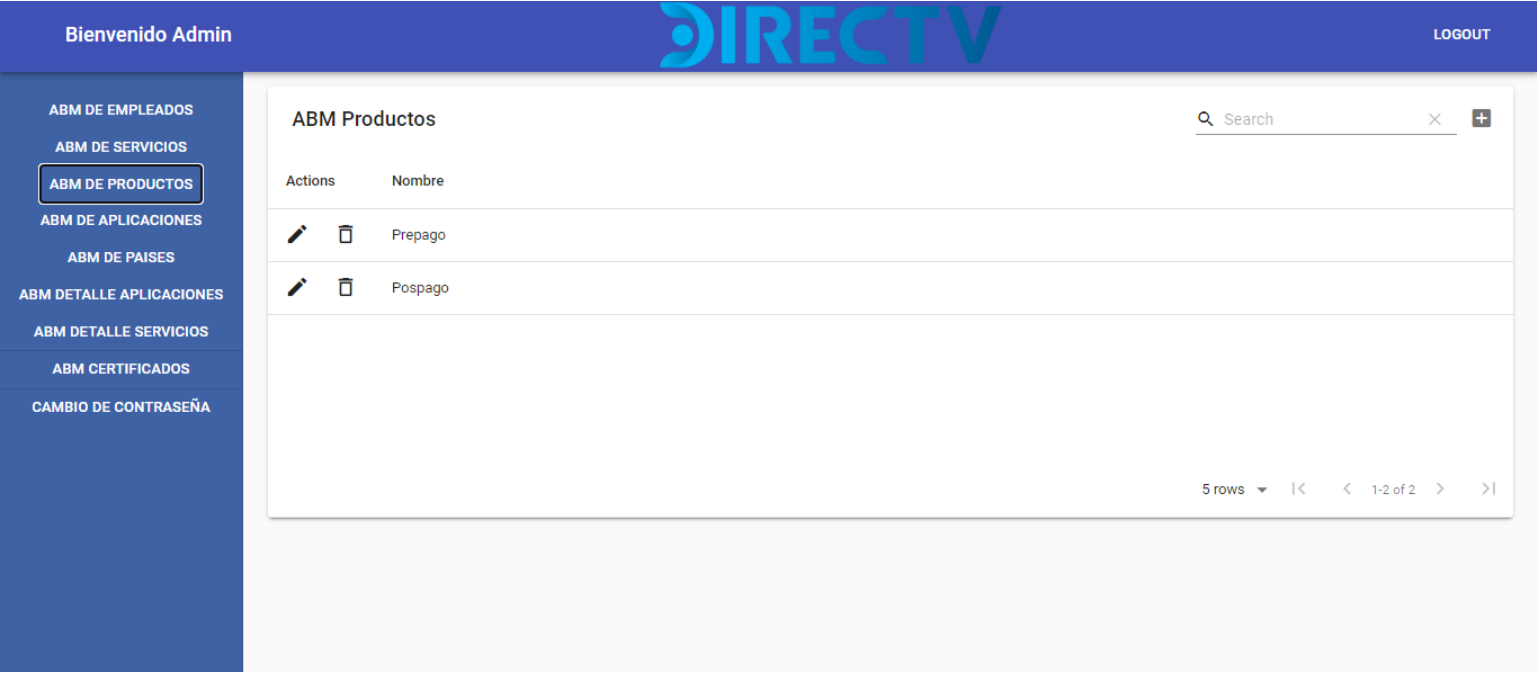 Bienvenido Admin
DIRECTV
LOGOUT
ABM DE EMPLEADOS
ABM DE SERVICIOS
ABM DE PRODUCTOS
ABM DE APLICACIONES
ABM DE PAISES
ABM DETALLE APLICACIONES
ABM DETALLE SERVICIOS
ABM CERTIFICADOS
CAMBIO DE CONTRASEÑA
ABM Productos
Search
Actions Nombre
Prepago
Pospago
5 rows 1-2 of 2